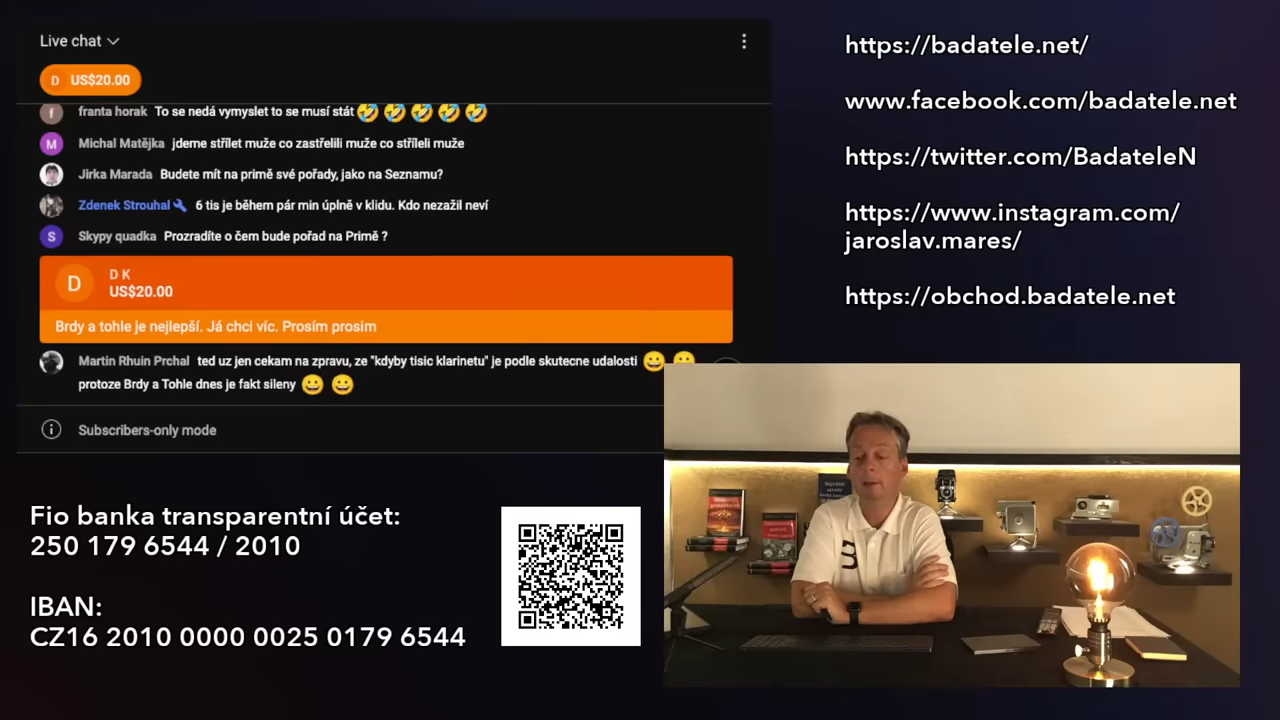 Live chat
D US$20.00
f franta horak To se nedá vymyslet to se musí stát 🤣 🤣 🤣 🤣 🤣
M Michal Matějka jdeme střílet muže co zastřelili muže co stříleli muže
Jirka Marada Budete mít na primě své pořady, jako na Seznamu?
Zdenek Strouhal 6 tis je během pár min úplně v klidu. Kdo nezažil neví
S Skypy quadka Prozradíte o čem bude pořad na Primě ?
D
D K
US$20.00
Brdy a tohle je nejlepší. Já chci víc. Prosím prosim
Martin Rhuin Prchal ted uz jen cekam na zpravu, ze "kdyby tisic klarinetu" je podle skutecne udalosti 😀 😀
protoze Brdy a Tohle dnes je fakt sileny 😀 😀
Subscribers-only mode
https://badatele.net/
www.facebook.com/badatele.net
https://twitter.com/BadateleN
https://www.instagram.com/
jaroslav.mares/
https://obchod.badatele.net
Fio banka transparentní účet:
250 179 6544 / 2010
IBAN:
CZ16 2010 0000 0025 0179 6544